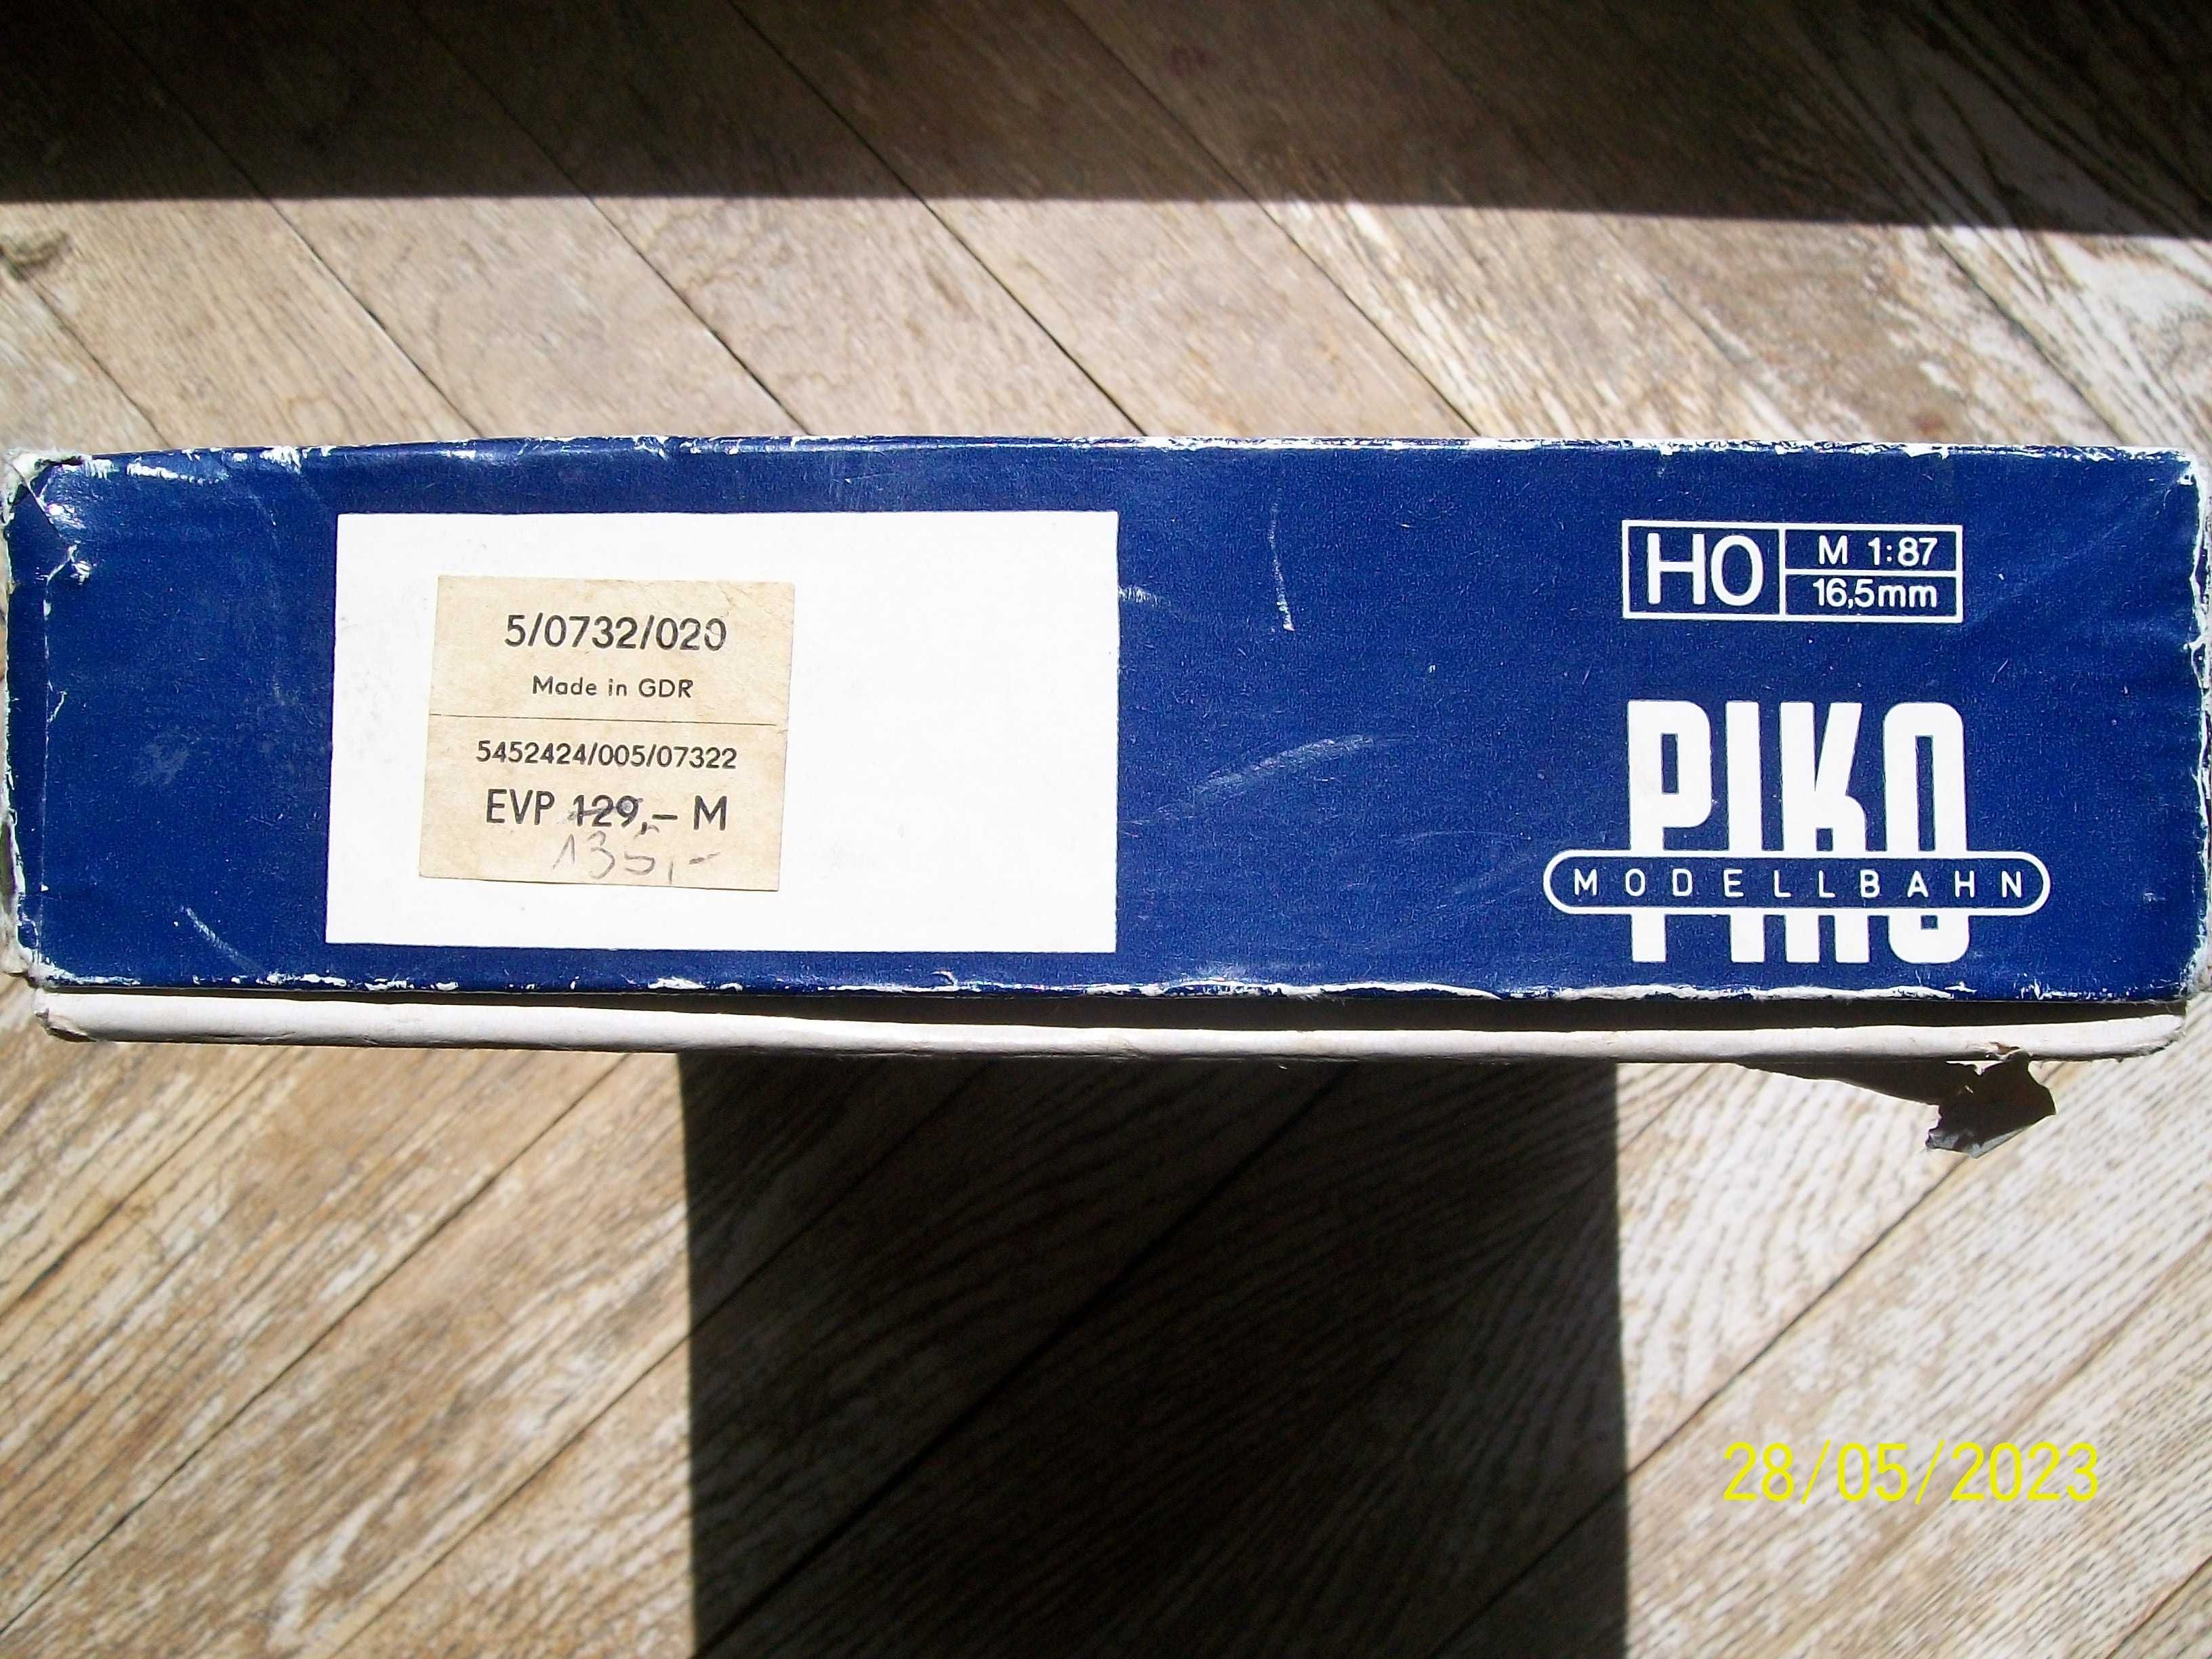 5/0732/020
Made in GDR
5452424/005/07322
EVP 129,– M
135,-
HO M 1:87
16,5mm
PIKO
MODELLBAHN
28/05/2023